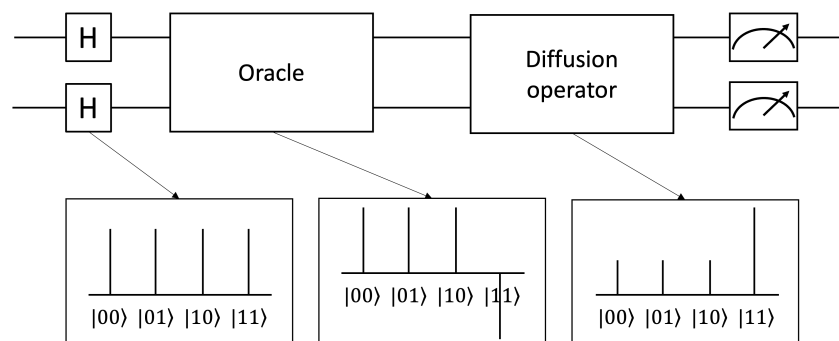 H
Oracle
Diffusion
operator
H
|00⟩ |01⟩ |10⟩ |11⟩
|00⟩ |01⟩ |10⟩ |11⟩
|00⟩ |01⟩ |10⟩ |11⟩